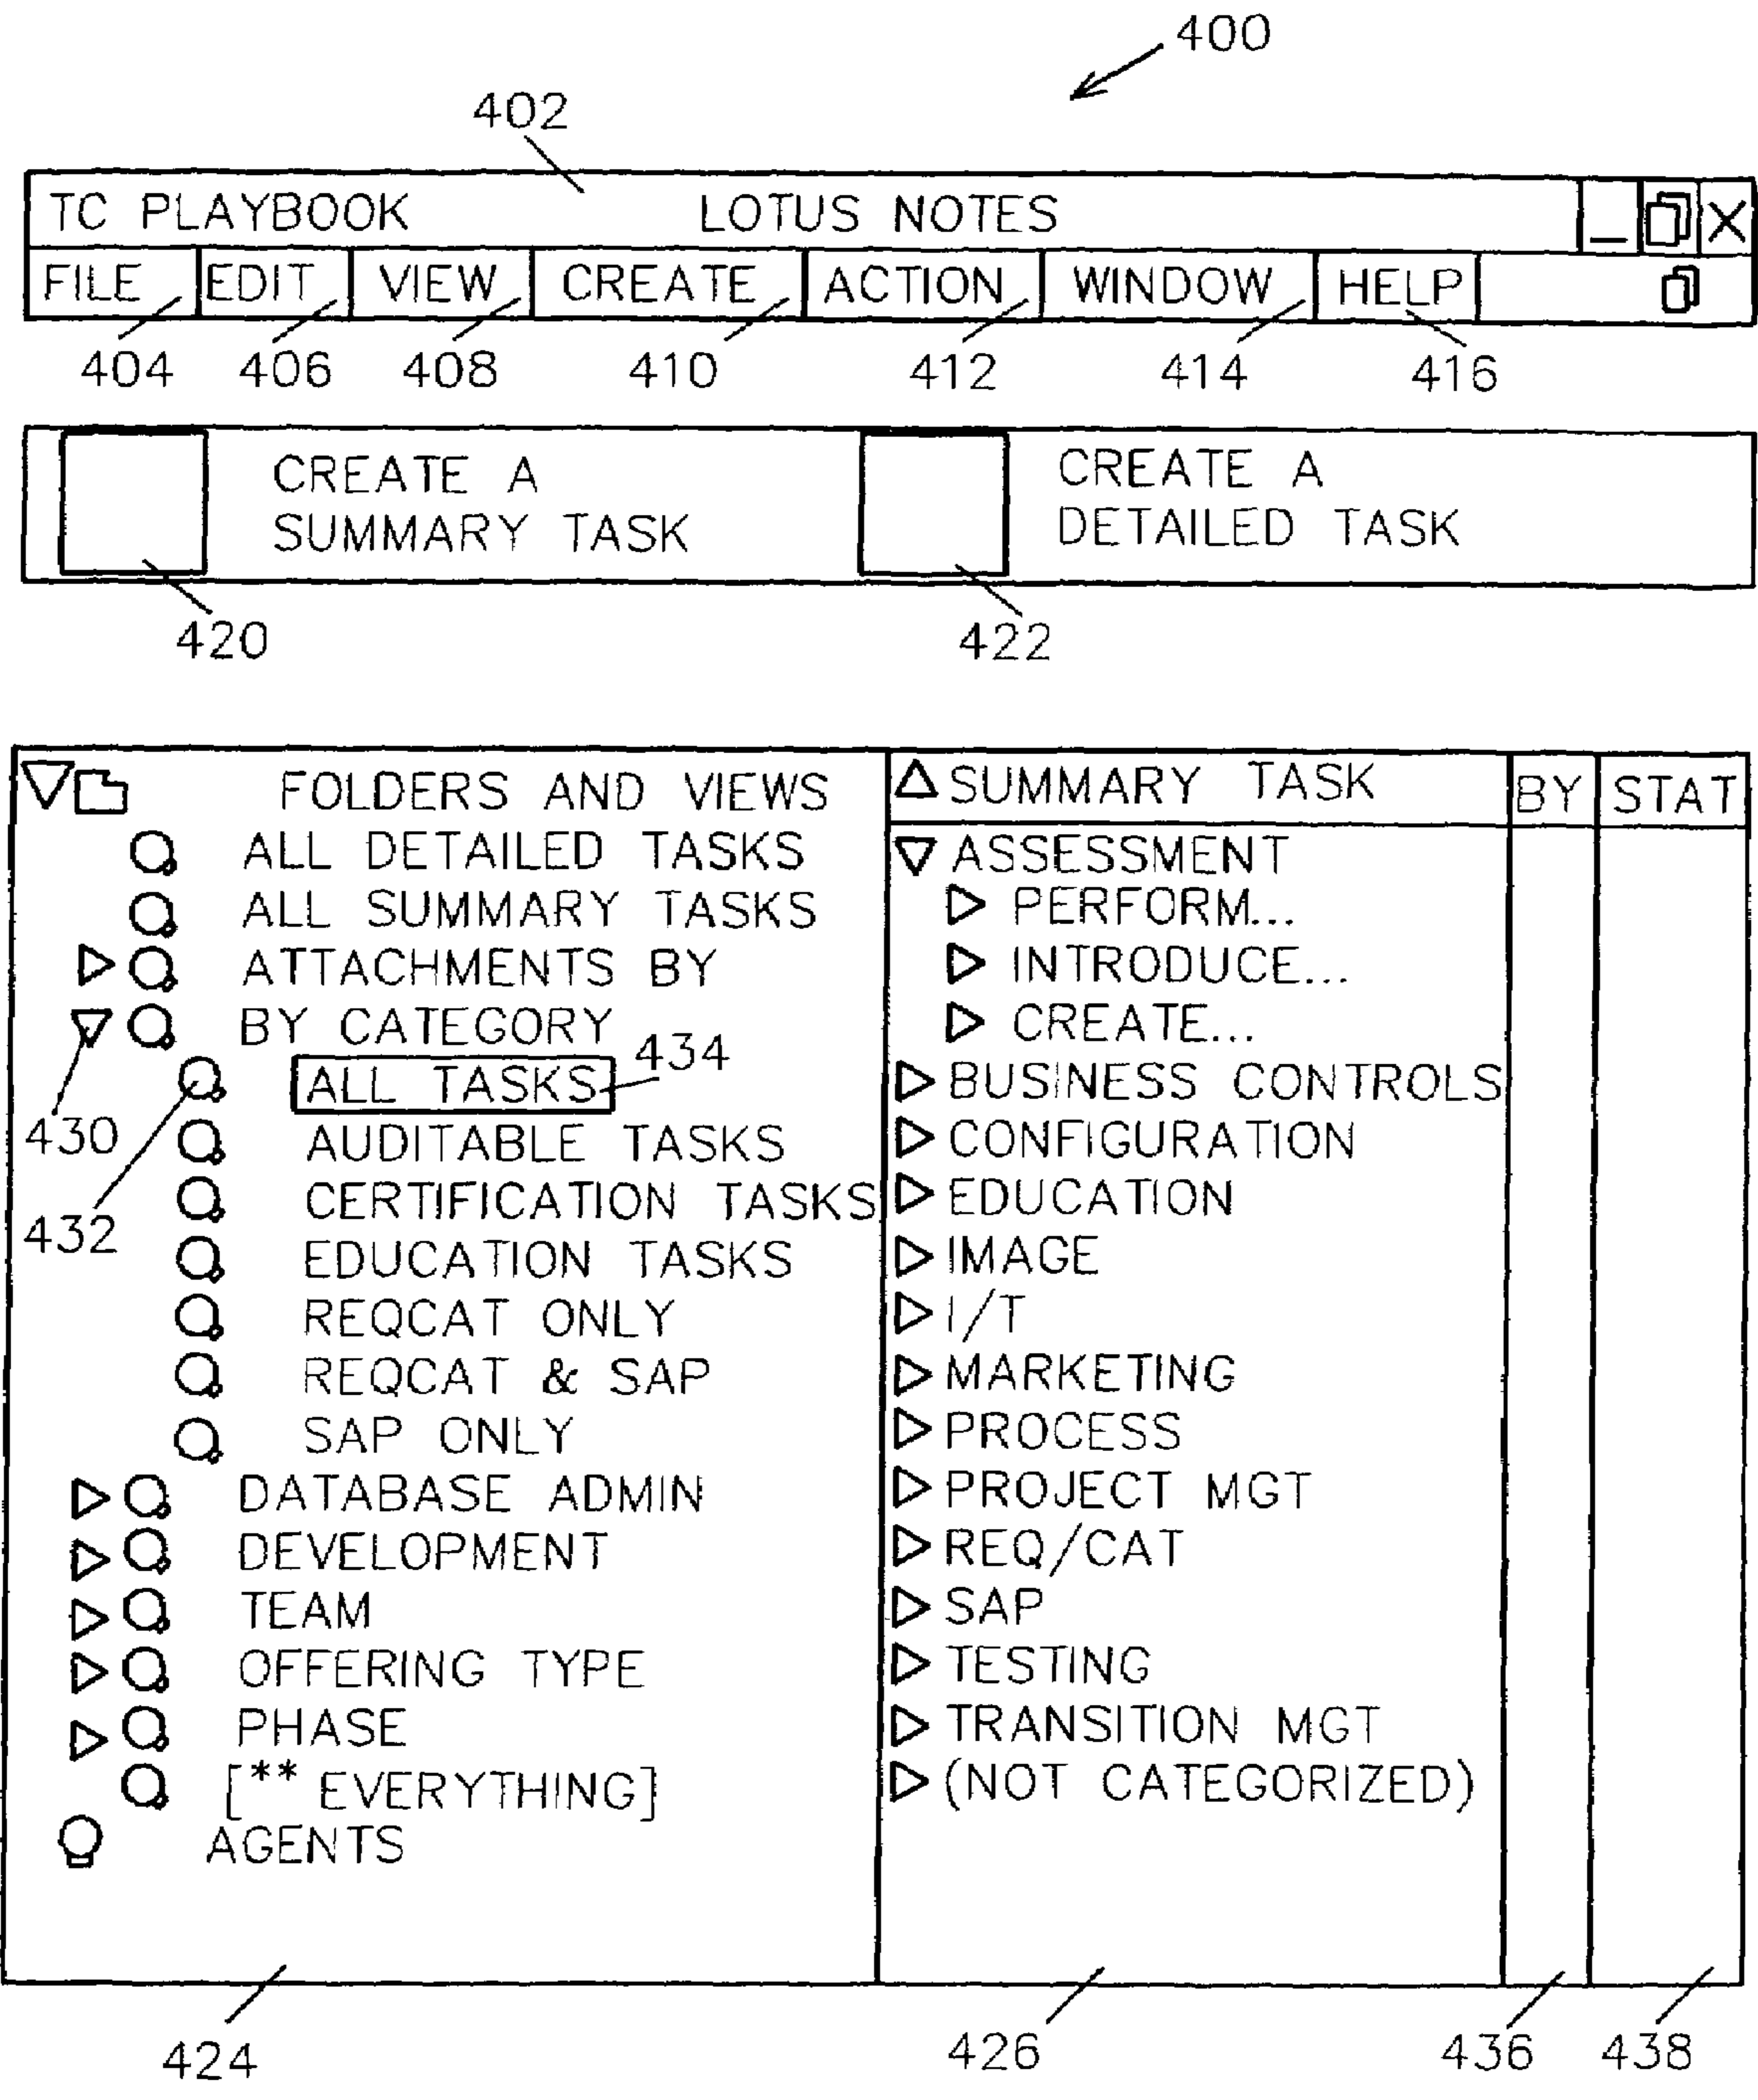 400
402
TC PLAYBOOK LOTUS NOTES
FILE EDIT VIEW CREATE ACTION WINDOW HELP
404 406 408 410 412 414 416
CREATE A
SUMMARY TASK
CREATE A
DETAILED TASK
420 422
FOLDERS AND VIEWS
ALL DETAILED TASKS
ALL SUMMARY TASKS
ATTACHMENTS BY
BY CATEGORY
ALL TASKS
434
430
432
AUDITABLE TASKS
CERTIFICATION TASKS
EDUCATION TASKS
REQCAT ONLY
REQCAT & SAP
SAP ONLY
DATABASE ADMIN
DEVELOPMENT
TEAM
OFFERING TYPE
PHASE
[** EVERYTHING]
AGENTS
SUMMARY TASK BY STAT
ASSESSMENT
PERFORM...
INTRODUCE...
CREATE...
BUSINESS CONTROLS
CONFIGURATION
EDUCATION
IMAGE
I/T
MARKETING
PROCESS
PROJECT MGT
REQ/CAT
SAP
TESTING
TRANSITION MGT
(NOT CATEGORIZED)
424 426 436 438